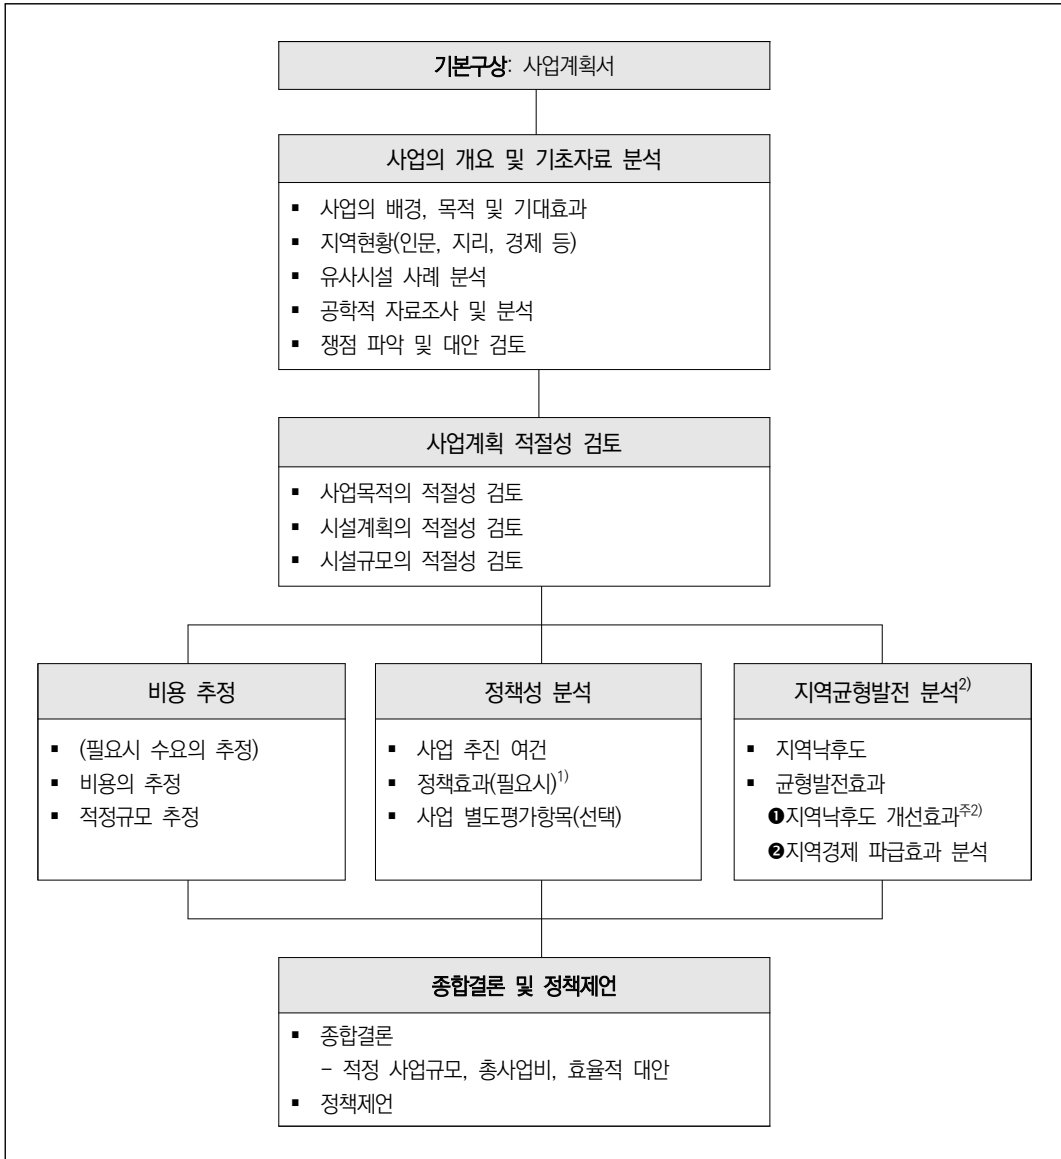 기본구상: 사업계획서
사업의 개요 및 기초자료 분석
▪ 사업의 배경, 목적 및 기대효과
▪ 지역현황(인문, 지리, 경제 등)
▪ 유사시설 사례 분석
▪ 공학적 자료조사 및 분석
▪ 쟁점 파악 및 대안 검토
사업계획 적절성 검토
▪ 사업목적의 적절성 검토
▪ 시설계획의 적절성 검토
▪ 시설규모의 적절성 검토
비용 추정
▪ (필요시 수요의 추정)
▪ 비용의 추정
▪ 적정규모 추정
정책성 분석
▪ 사업 추진 여건
▪ 정책효과(필요시)1)
▪ 사업 별도평가항목(선택)
지역균형발전 분석2)
▪ 지역낙후도
▪ 균형발전효과
❶지역낙후도 개선효과주2)
❷지역경제 파급효과 분석
종합결론 및 정책제언
▪ 종합결론
- 적정 사업규모, 총사업비, 효율적 대안
▪ 정책제언